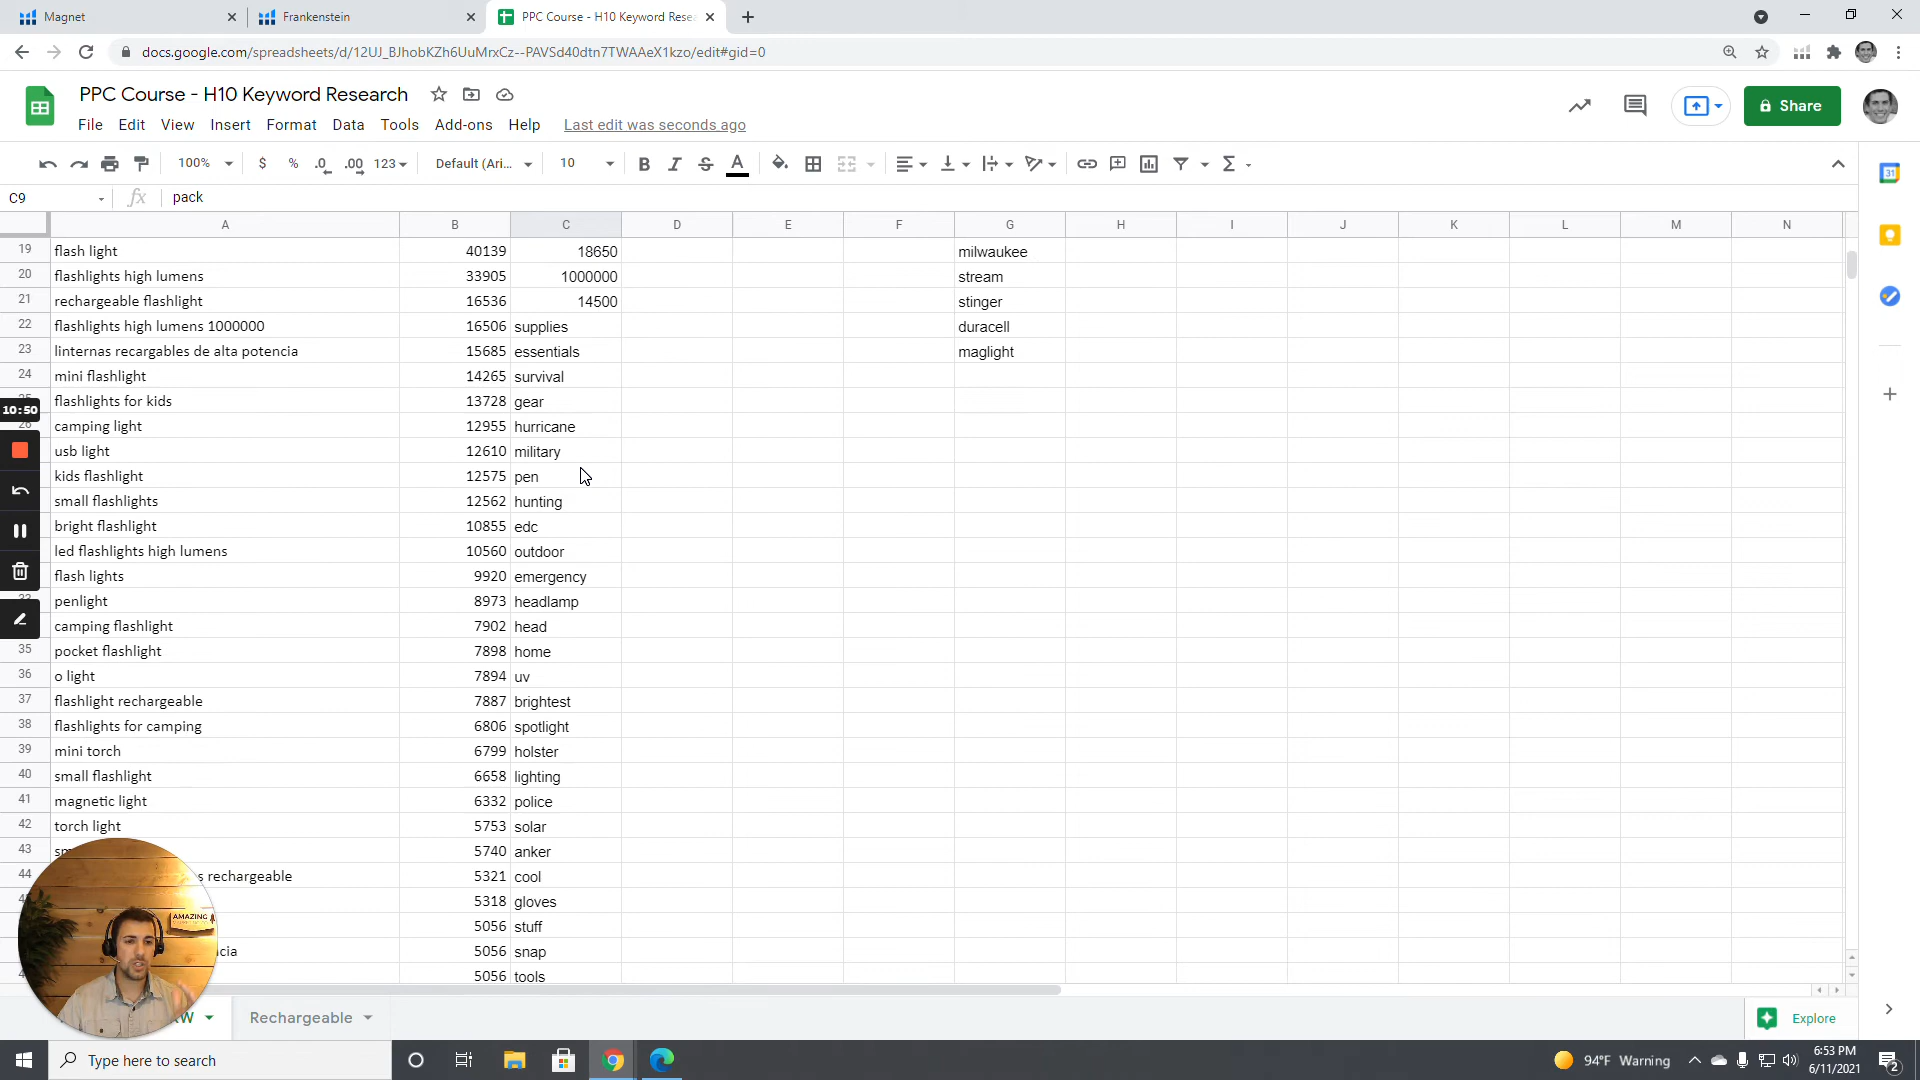 Magnet
Frankenstein
PPC Course - H10 Keyword Resea
docs.google.com/spreadsheets/d/12UJ_BJhobKZh6UuMrxCz--PAVSd40dtn7TWAAeX1kzo/edit#gid=0
PPC Course - H10 Keyword Research
Share
File Edit View Insert Format Data Tools Add-ons Help Last edit was seconds ago
100% $ % .0 .00 123 Default (Ari... 10 B I S A Σ
C9 fx pack
A B C D E F G H I J K L M N
19 flash light 40139 18650 milwaukee
20 flashlights high lumens 33905 1000000 stream
21 rechargeable flashlight 16536 14500 stinger
22 flashlights high lumens 1000000 16506 supplies duracell
23 linternas recargables de alta potencia 15685 essentials maglight
24 mini flashlight 14265 survival
flashlights for kids 13728 gear
10:50
camping light 12955 hurricane
usb light 12610 military
kids flashlight 12575 pen
small flashlights 12562 hunting
bright flashlight 10855 edc
led flashlights high lumens 10560 outdoor
flash lights 9920 emergency
penlight 8973 headlamp
camping flashlight 7902 head
35 pocket flashlight 7898 home
36 o light 7894 uv
37 flashlight rechargeable 7887 brightest
38 flashlights for camping 6806 spotlight
39 mini torch 6799 holster
40 small flashlight 6658 lighting
41 magnetic light 6332 police
42 torch light 5753 solar
43 5740 anker
44 s rechargeable 5321 cool
5318 gloves
5056 stuff
cia 5056 snap
5056 tools
AMAZING
W Rechargeable
Explore
Type here to search
94°F Warning
6:53 PM
6/11/2021
2
31